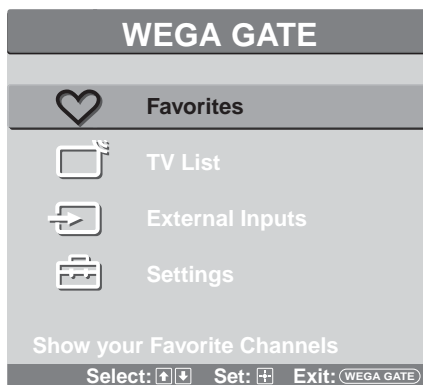 WEGA GATE
Favorites
TV List
External Inputs
Settings
Show your Favorite Channels
Select: Set: Exit: WEGA GATE